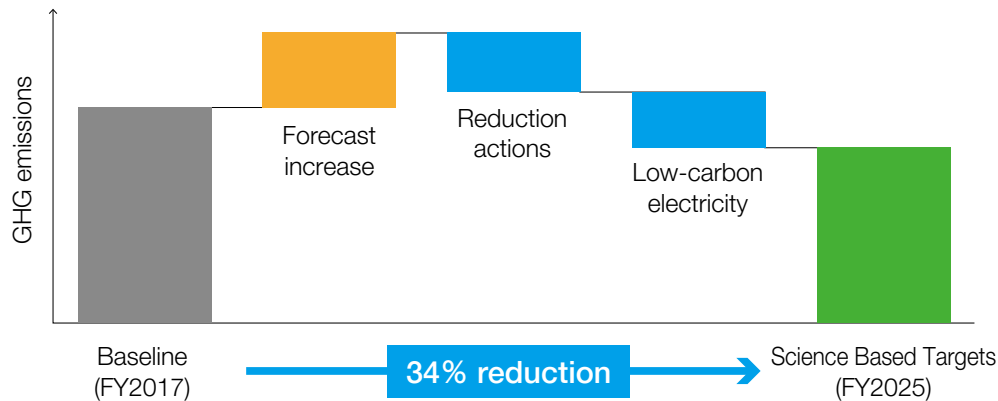 GHG emissions
Forecast
increase
Reduction
actions
Low-carbon
electricity
Baseline
(FY2017)
34% reduction
Science Based Targets
(FY2025)